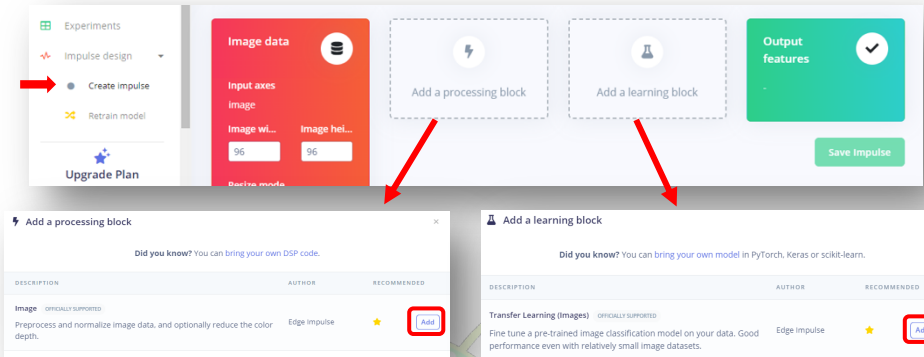 Experiments
Impulse design
Create impulse
Retrain model
Upgrade Plan
Image data
Input axes
image
Image wi...
Image hei...
96
96
Resize mode
Add a processing block
Add a learning block
Output
features
-
Save Impulse
Add a processing block
×
Did you know? You can bring your own DSP code.
DESCRIPTION
AUTHOR
RECOMMENDED
Image OFFICIALLY SUPPORTED
Preprocess and normalize image data, and optionally reduce the color
depth.
Edge Impulse
Add
Add a learning block
Did you know? You can bring your own model in PyTorch, Keras or scikit-learn.
DESCRIPTION
AUTHOR
RECOMMENDED
Transfer Learning (Images) OFFICIALLY SUPPORTED
Fine tune a pre-trained image classification model on your data. Good
performance even with relatively small image datasets.
Edge Impulse